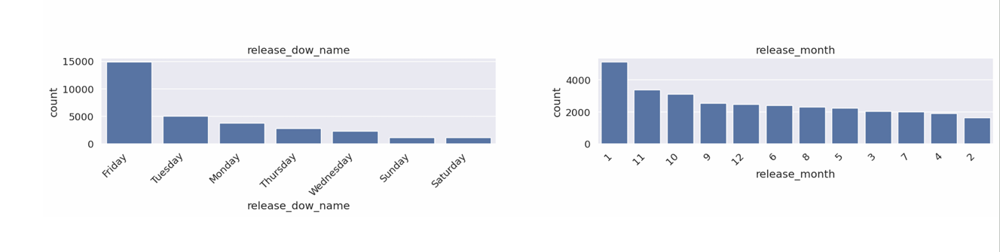 release_dow_name
15000
10000
5000
0
count
Friday
Tuesday
Monday
Thursday
Wednesday
Sunday
Saturday
release_dow_name
release_month
4000
2000
0
count
1
11
10
9
12
6
8
5
3
7
4
2
release_month